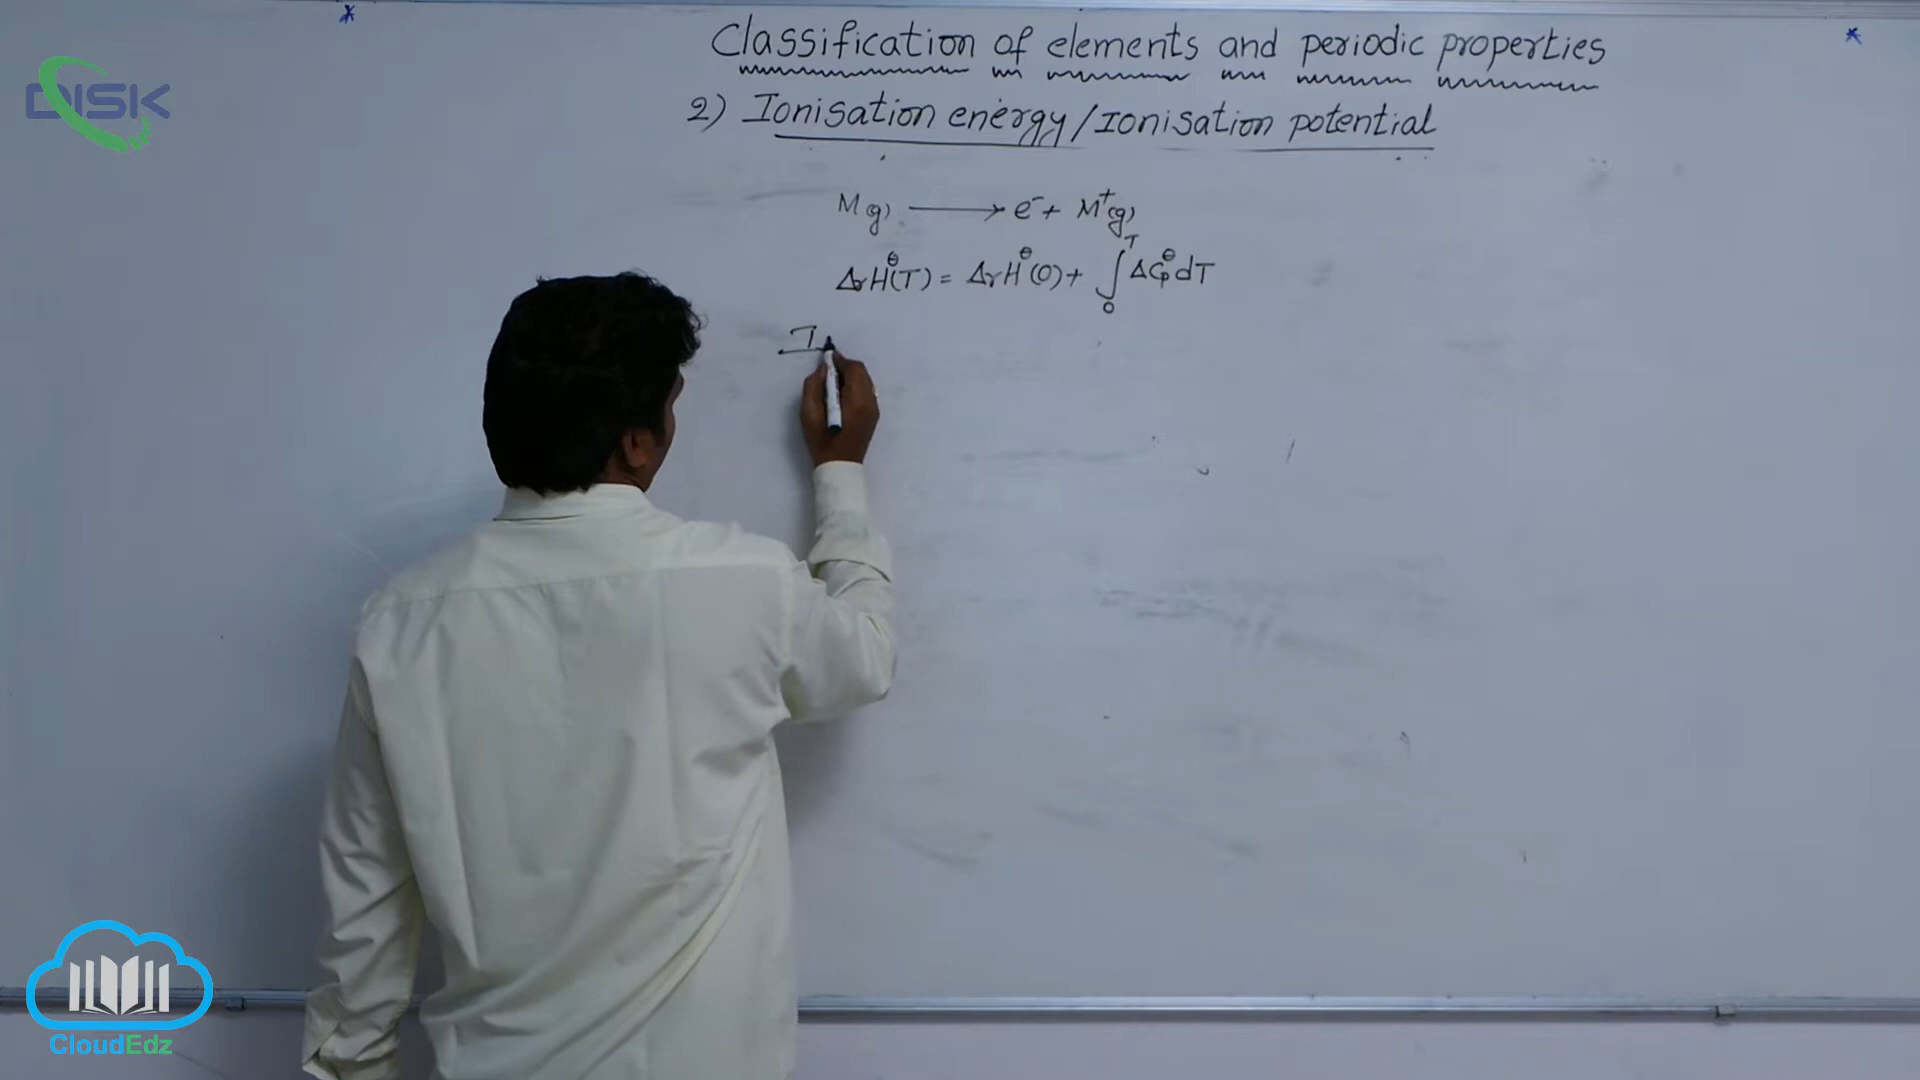 DISK
Classification of elements and periodic properties
2) Ionisation energy/Ionisation potential
M(g) ⟶ e⁻ + M⁺(g)
ΔrH^θ(T) = ΔrH^θ(0) + ∫₀ᵀ ΔCp^θ dT
I
CloudEdz